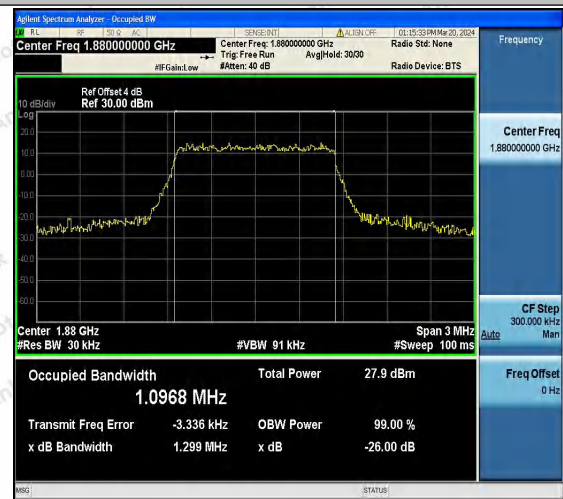 Agilent Spectrum Analyzer - Occupied BW
RL RF 50 Ω AC SENSE:INT ALIGN OFF 01:15:33 PM Mar 20, 2024
Center Freq 1.880000000 GHz
Center Freq: 1.880000000 GHz
Radio Std: None
Trig: Free Run Avg|Hold: 30/30
#IFGain:Low #Atten: 40 dB Radio Device: BTS
Frequency
Ref Offset 4 dB
10 dB/div Ref 30.00 dBm
Log
20.0
10.0
0.00
-10.0
-20.0
-30.0
-40.0
-50.0
-60.0
Center Freq
1.880000000 GHz
Center 1.88 GHz Span 3 MHz
#Res BW 30 kHz #VBW 91 kHz #Sweep 100 ms
CF Step
300.000 kHz
Auto Man
Occupied Bandwidth Total Power 27.9 dBm
1.0968 MHz
Transmit Freq Error -3.336 kHz OBW Power 99.00 %
x dB Bandwidth 1.299 MHz x dB -26.00 dB
Freq Offset
0 Hz
MSG STATUS